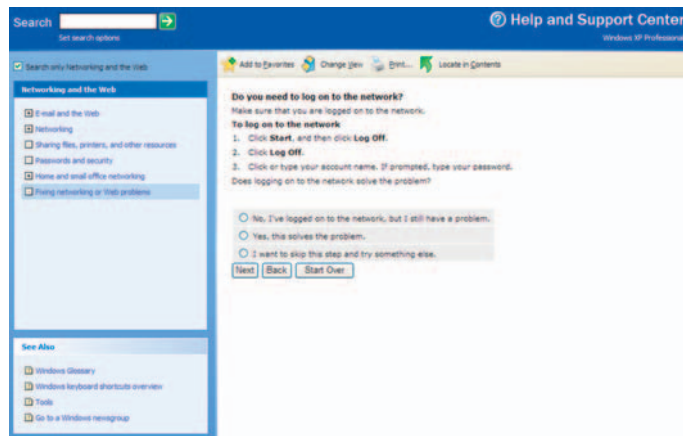 Search
Set search options
Help and Support Center
Windows XP Professional
Search only Networking and the Web
Add to Favorites Change View Print... Locate in Contents
Networking and the Web
E-mail and the Web
Networking
Sharing files, printers, and other resources
Passwords and security
Home and small office networking
Fixing networking or Web problems
Do you need to log on to the network?
Make sure that you are logged on to the network.
To log on to the network
1. Click Start, and then click Log Off.
2. Click Log Off.
3. Click or type your account name. If prompted, type your password.
Does logging on to the network solve the problem?
No, I've logged on to the network, but I still have a problem.
Yes, this solves the problem.
I want to skip this step and try something else.
Next Back Start Over
See Also
Windows Glossary
Windows keyboard shortcuts overview
Tools
Go to a Windows newsgroup